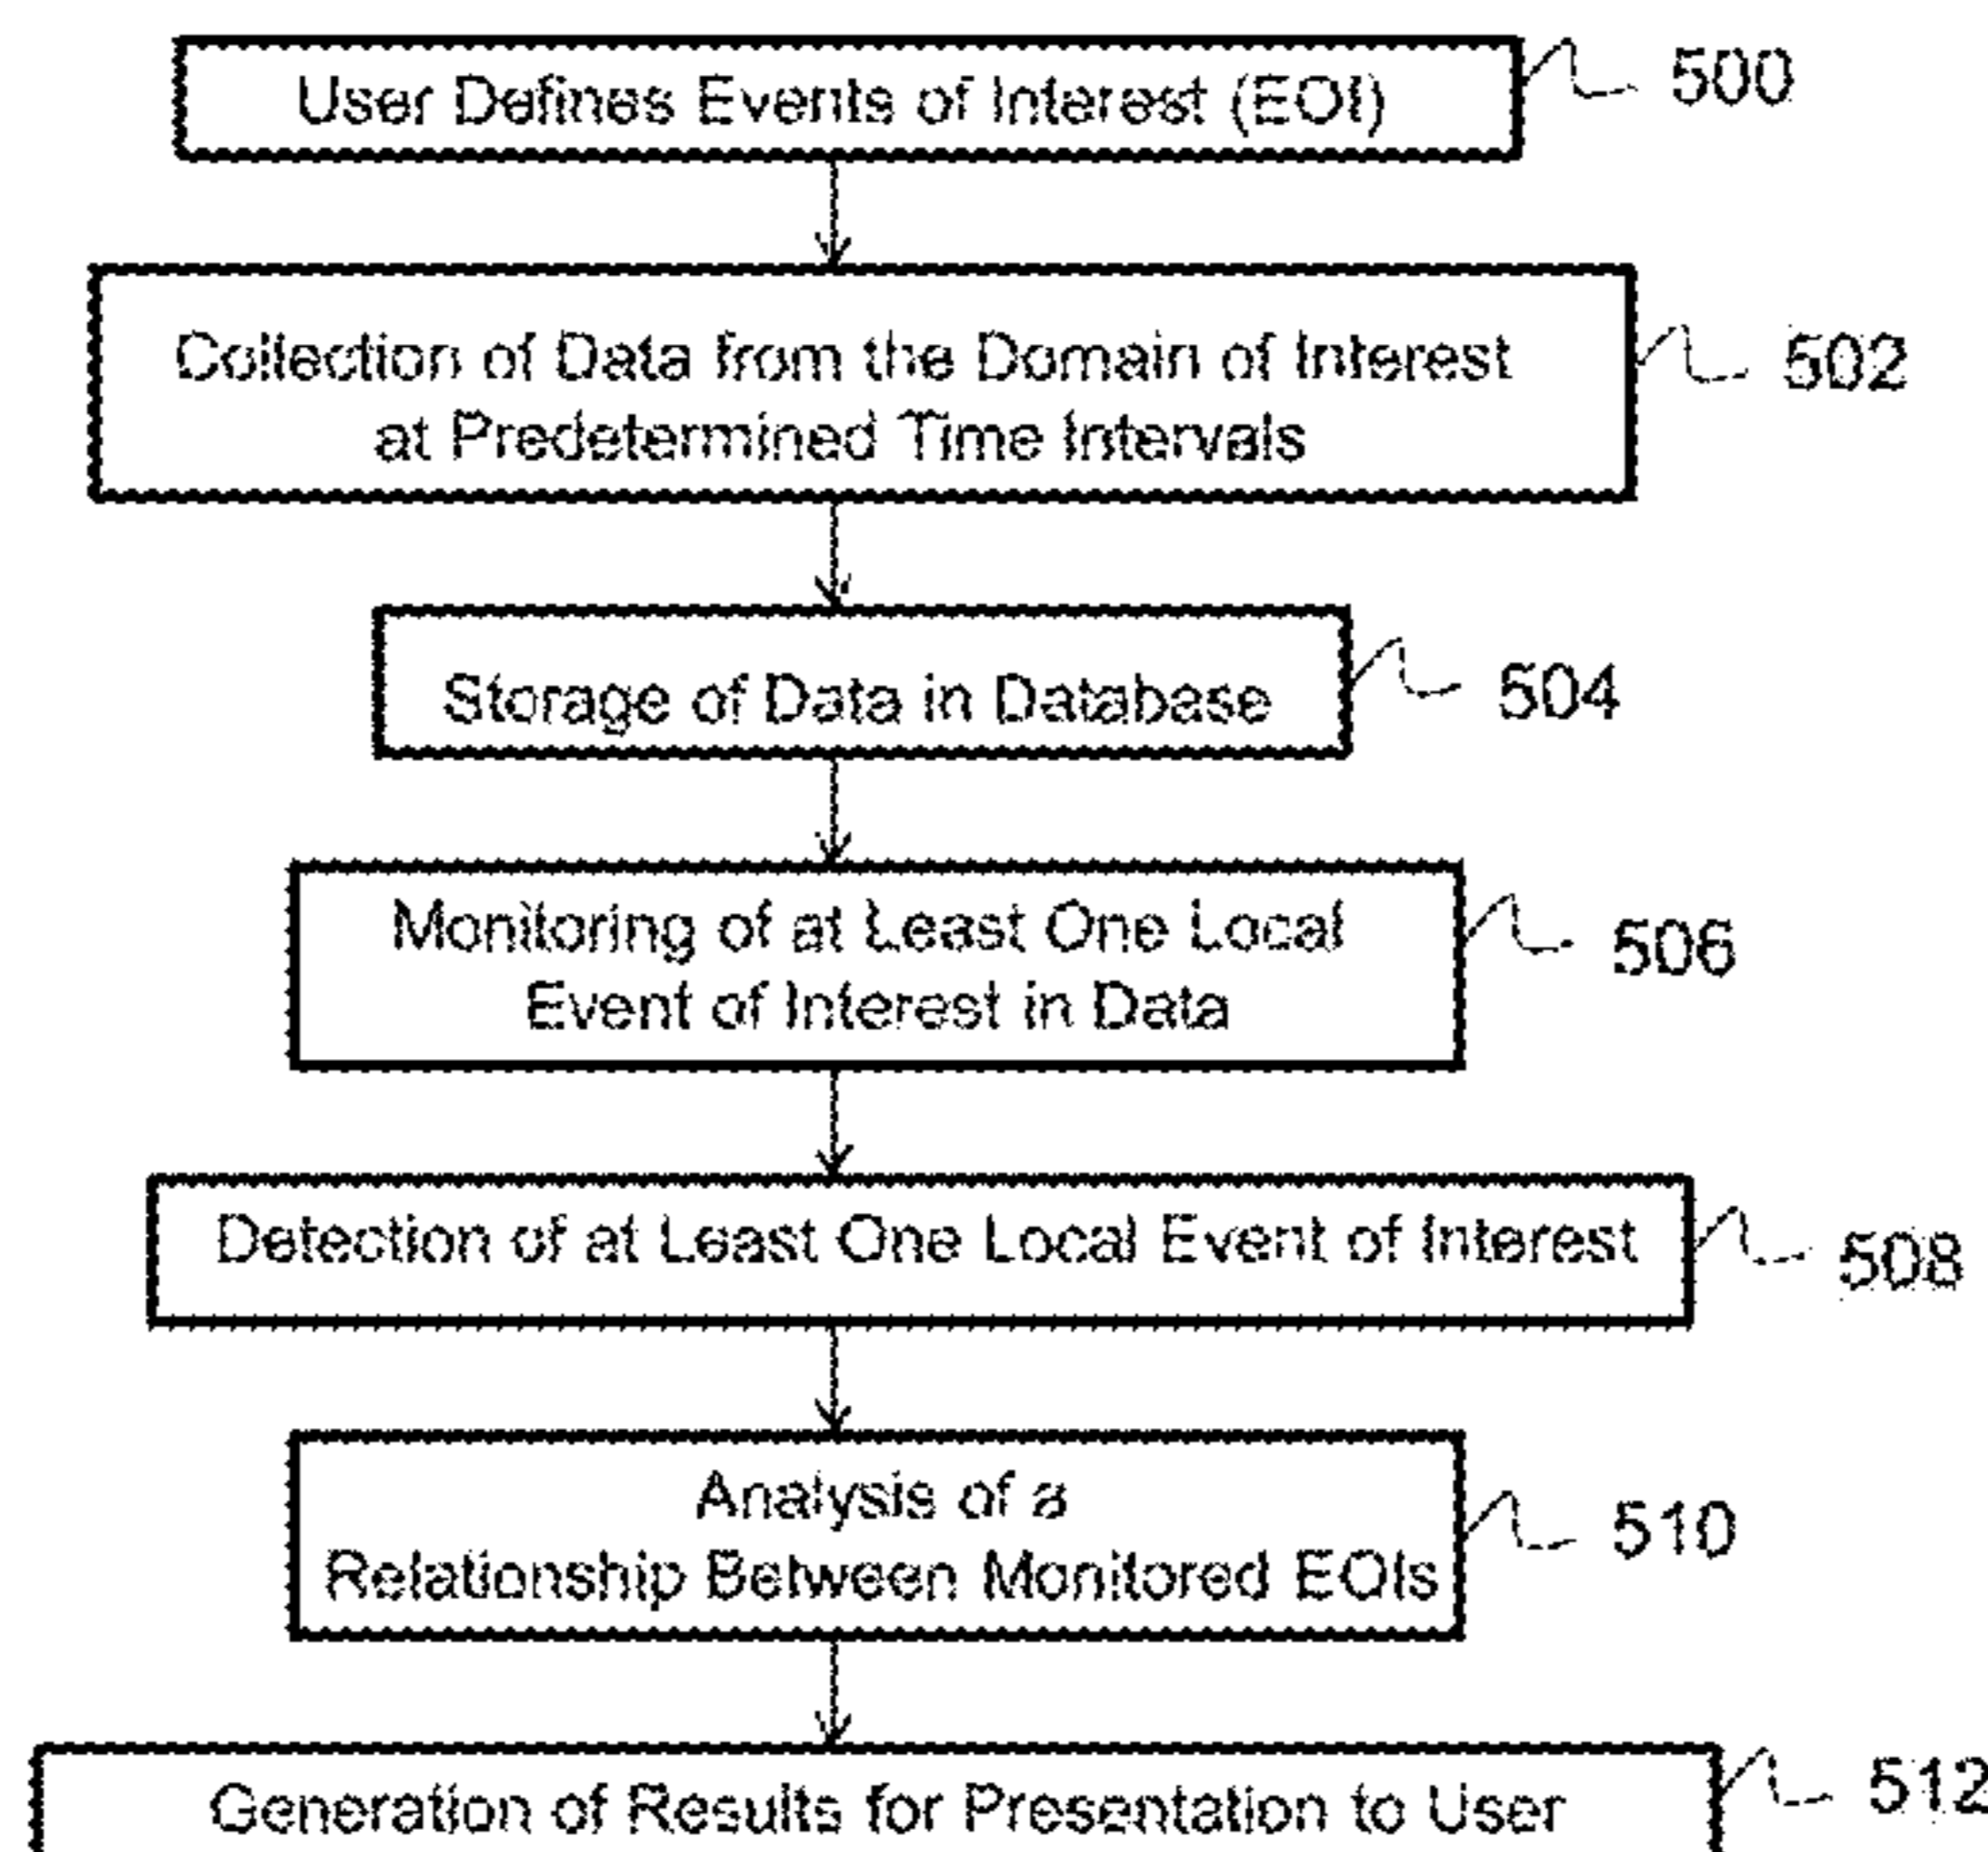 User Defines Events of Interest (EOI)
500
Collection of Data from the Domain of Interest
at Predetermined Time Intervals
502
Storage of Data in Database
504
Monitoring of at Least One Local
Event of Interest in Data
506
Detection of at Least One Local Event of Interest
508
Analysis of a
Relationship Between Monitored EOIs
510
Generation of Results for Presentation to User
512